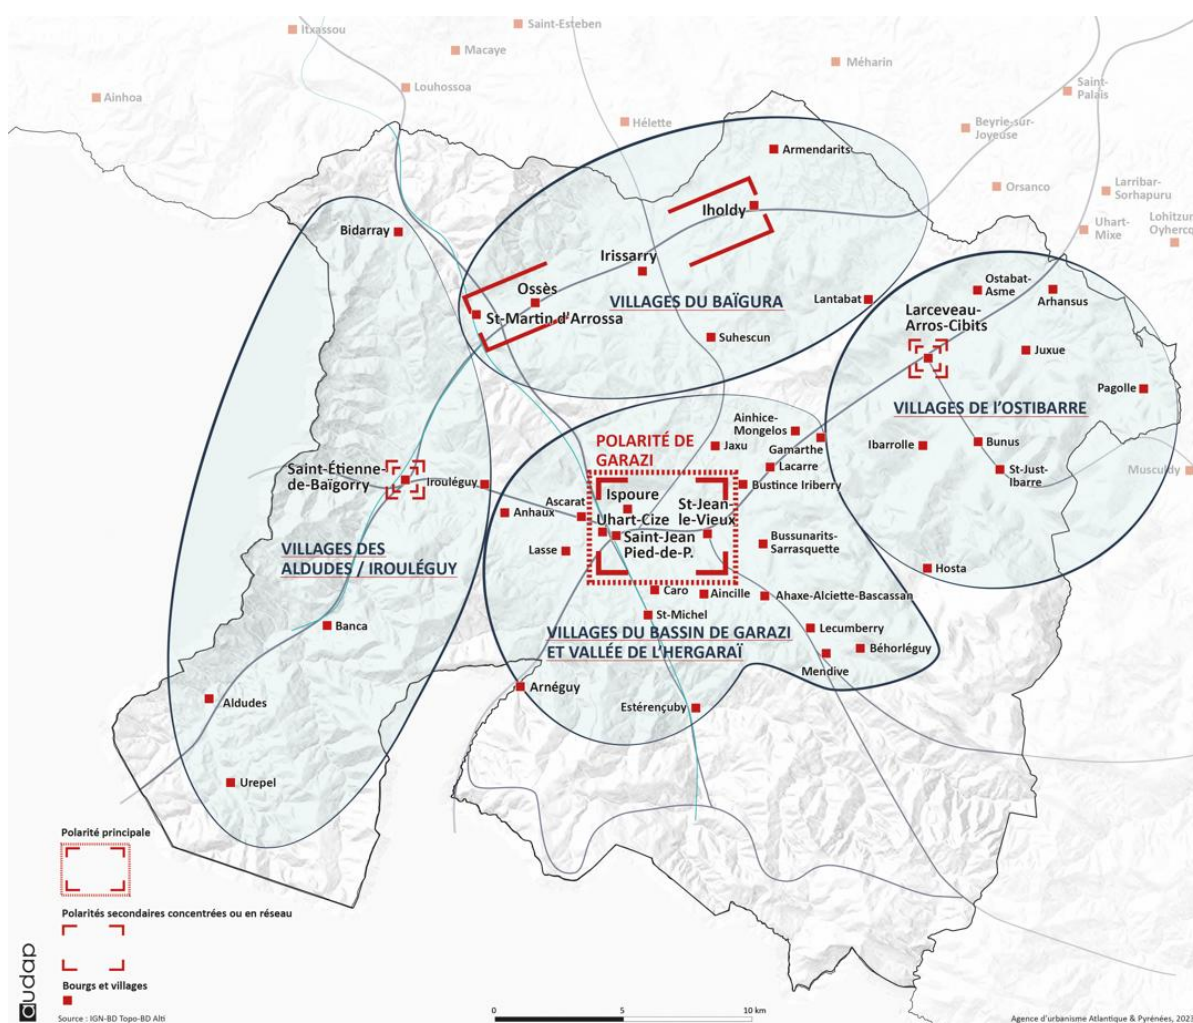 Itxassou
Saint-Esteben
Macaye
Méharin
Saint-
Palais
Louhossoa
Ainhoa
Hélette
Beyrie-sur-
Joyeuse
Armendarits
Orsanco
Larribar-
Sorhapuru
Iholdy
Bidarray
Uhart-
Mixe
Lohitzun
Oyhercq
Irissarry
Ossès
VILLAGES DU BAÏGURA
Lantabat
Ostabat-
Asme
Arhansus
St-Martin d'Arrossa
Larceveau-
Arros-Cibits
Suhescun
Juxue
Pagolle
VILLAGES DE l'OSTIBARRE
Ainhice-
Mongelos
POLARITÉ DE
GARAZI
Jaxu
Gamarthe
Ibarrolle
Bunus
Lacarre
St-Just-
Ibarre
Musculdy
Saint-Étienne-
de-Baïgorry
Irouléguy
Bustince Iriberry
Ispoure
Ascarat
Anhaux
St-Jean-
le-Vieux
Uhart-Cize
Saint-Jean
Pied-de-P.
Lasse
Bussunarits-
Sarrasquette
VILLAGES DES
ALDUDES / IROULÉGUY
Hosta
Caro
Aincille
Ahaxe-Alciette-Bascassan
St-Michel
Banca
VILLAGES DU BASSIN DE GARAZI
ET VALLÉE DE L'HERGARAÏ
Lecumberry
Béhorléguy
Mendive
Arnéguy
Aldudes
Estérençuby
Urepel
Polarité principale
Polarités secondaires concentrées ou en réseau
Bourgs et villages
audap
Source : IGN-BD Topo-BD Alti
0 5 10 km
Agence d'urbanisme Atlantique & Pyrénées, 2023